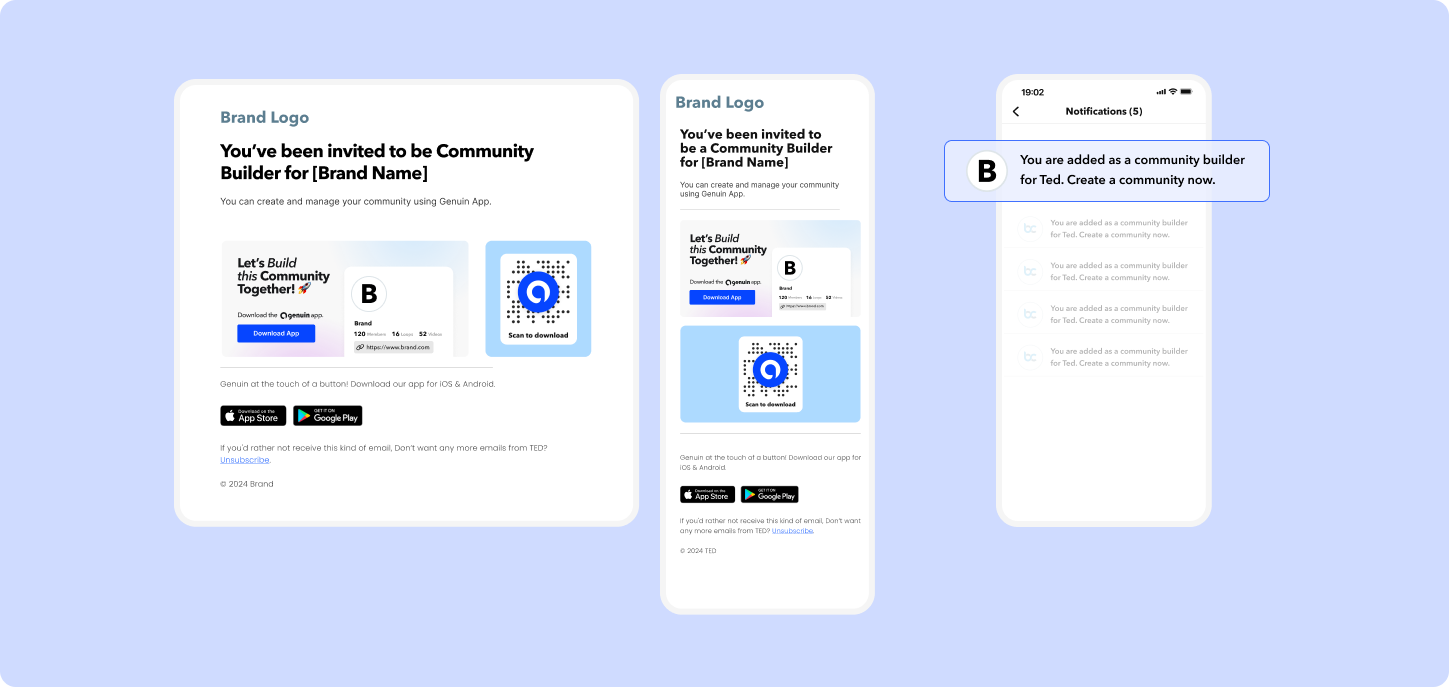 Brand Logo
You’ve been invited to be Community
Builder for [Brand Name]
You can create and manage your community using Genuin App.
Let’s Build
this Community
Together! 🚀
Download the genuin app.
Download App
B
Brand
120 Members 16 Loops 52 Videos
https://www.brand.com
Scan to download
Genuin at the touch of a button! Download our app for iOS & Android.
Download on the
App Store
GET IT ON
Google Play
If you'd rather not receive this kind of email, Don’t want any more emails from TED?
Unsubscribe.
© 2024 Brand
Brand Logo
You’ve been invited to
be a Community Builder
for [Brand Name]
You can create and manage your community
using Genuin App.
Let’s Build
this Community
Together! 🚀
Download the genuin app.
Download App
B
Brand
120 Members 16 Loops 52 Videos
https://www.brand.com
Scan to download
Genuin at the touch of a button! Download our app for
iOS & Android.
Download on the
App Store
GET IT ON
Google Play
If you'd rather not receive this kind of email, Don’t want
any more emails from TED? Unsubscribe.
© 2024 TED
19:02
Notifications (5)
B
You are added as a community builder
for Ted. Create a community now.
bc
You are added as a community builder
for Ted. Create a community now.
bc
You are added as a community builder
for Ted. Create a community now.
bc
You are added as a community builder
for Ted. Create a community now.
bc
You are added as a community builder
for Ted. Create a community now.